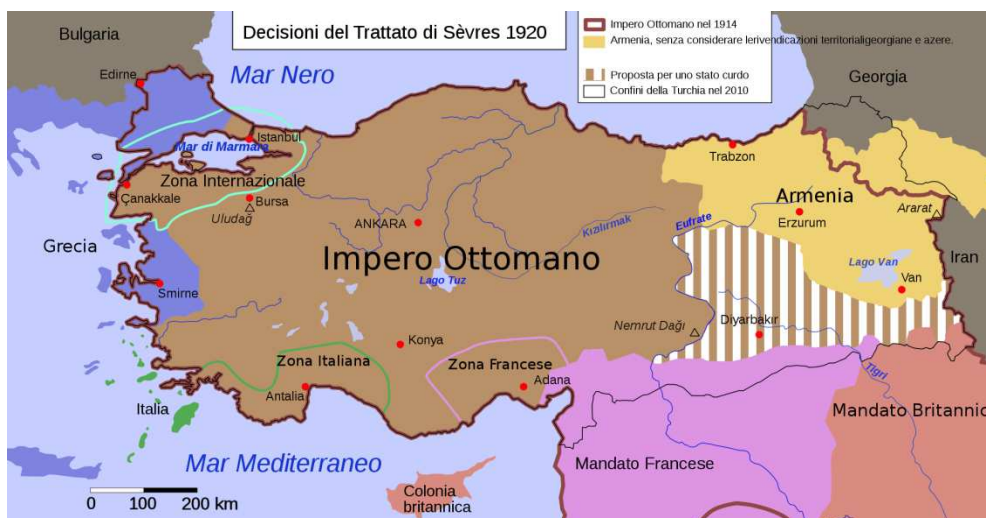 Decisioni del Trattato di Sèvres 1920
Impero Ottomano nel 1914
Armenia, senza considerare lerivendicazioni territorialigeorgiane e azere.
Proposta per uno stato curdo
Confini della Turchia nel 2010
Bulgaria
Edirne
Mar Nero
Georgia
Istanbul
Mar di Marmara
Trabzon
Zona Internazionale
Çanakkale
Bursa
Uludağ
Armenia
Ararat
Erzurum
ANKARA
Kızılırmak
Eufrate
Grecia
Impero Ottomano
Iran
Lago Van
Lago Tuz
Van
Smirne
Nemrut Dağı
Diyarbakır
Konya
Zona Italiana
Zona Francese
Tigri
Antalia
Adana
Italia
Mandato Britannic
Mar Mediterraneo
Mandato Francese
Colonia
britannica
0 100 200 km